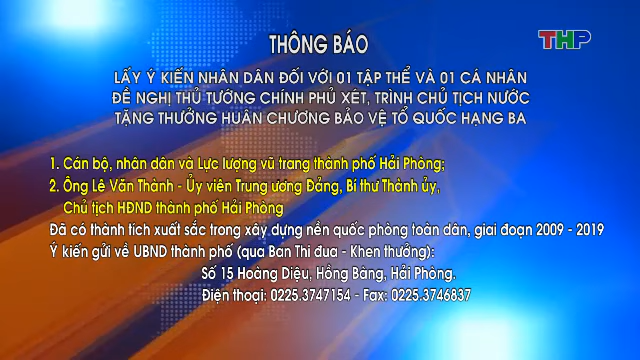 THÔNG BÁO
THP
LẤY Ý KIẾN NHÂN DÂN ĐỐI VỚI 01 TẬP THỂ VÀ 01 CÁ NHÂN
ĐỀ NGHỊ THỦ TƯỚNG CHÍNH PHỦ XÉT, TRÌNH CHỦ TỊCH NƯỚC
TẶNG THƯỞNG HUÂN CHƯƠNG BẢO VỆ TỔ QUỐC HẠNG BA
1. Cán bộ, nhân dân và Lực lượng vũ trang thành phố Hải Phòng;
2. Ông Lê Văn Thành - Ủy viên Trung ương Đảng, Bí thư Thành ủy,
Chủ tịch HĐND thành phố Hải Phòng
Đã có thành tích xuất sắc trong xây dựng nền quốc phòng toàn dân, giai đoạn 2009 - 2019
Ý kiến gửi về UBND thành phố (qua Ban Thi đua - Khen thưởng):
Số 15 Hoàng Diệu, Hồng Bàng, Hải Phòng.
Điện thoại: 0225.3747154 - Fax: 0225.3746837